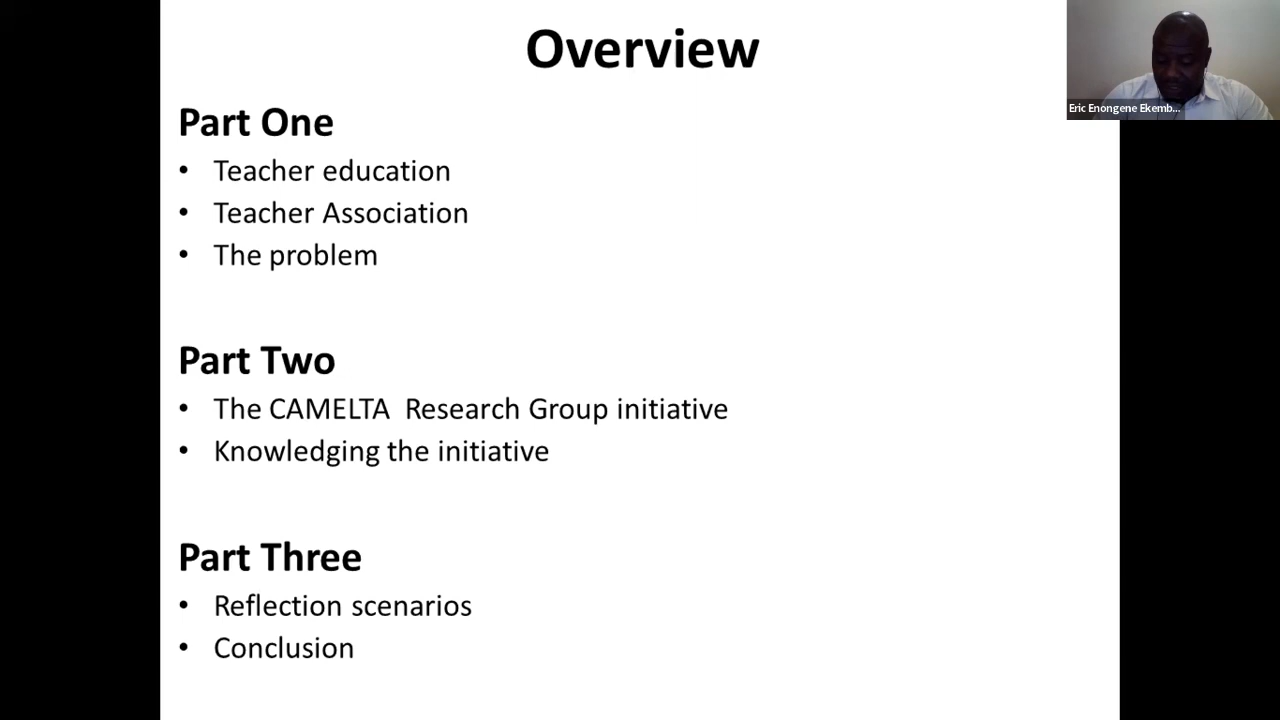 Overview
Eric Enongene Ekemb...
Part One
• Teacher education
• Teacher Association
• The problem
Part Two
• The CAMELTA  Research Group initiative
• Knowledging the initiative
Part Three
• Reflection scenarios
• Conclusion